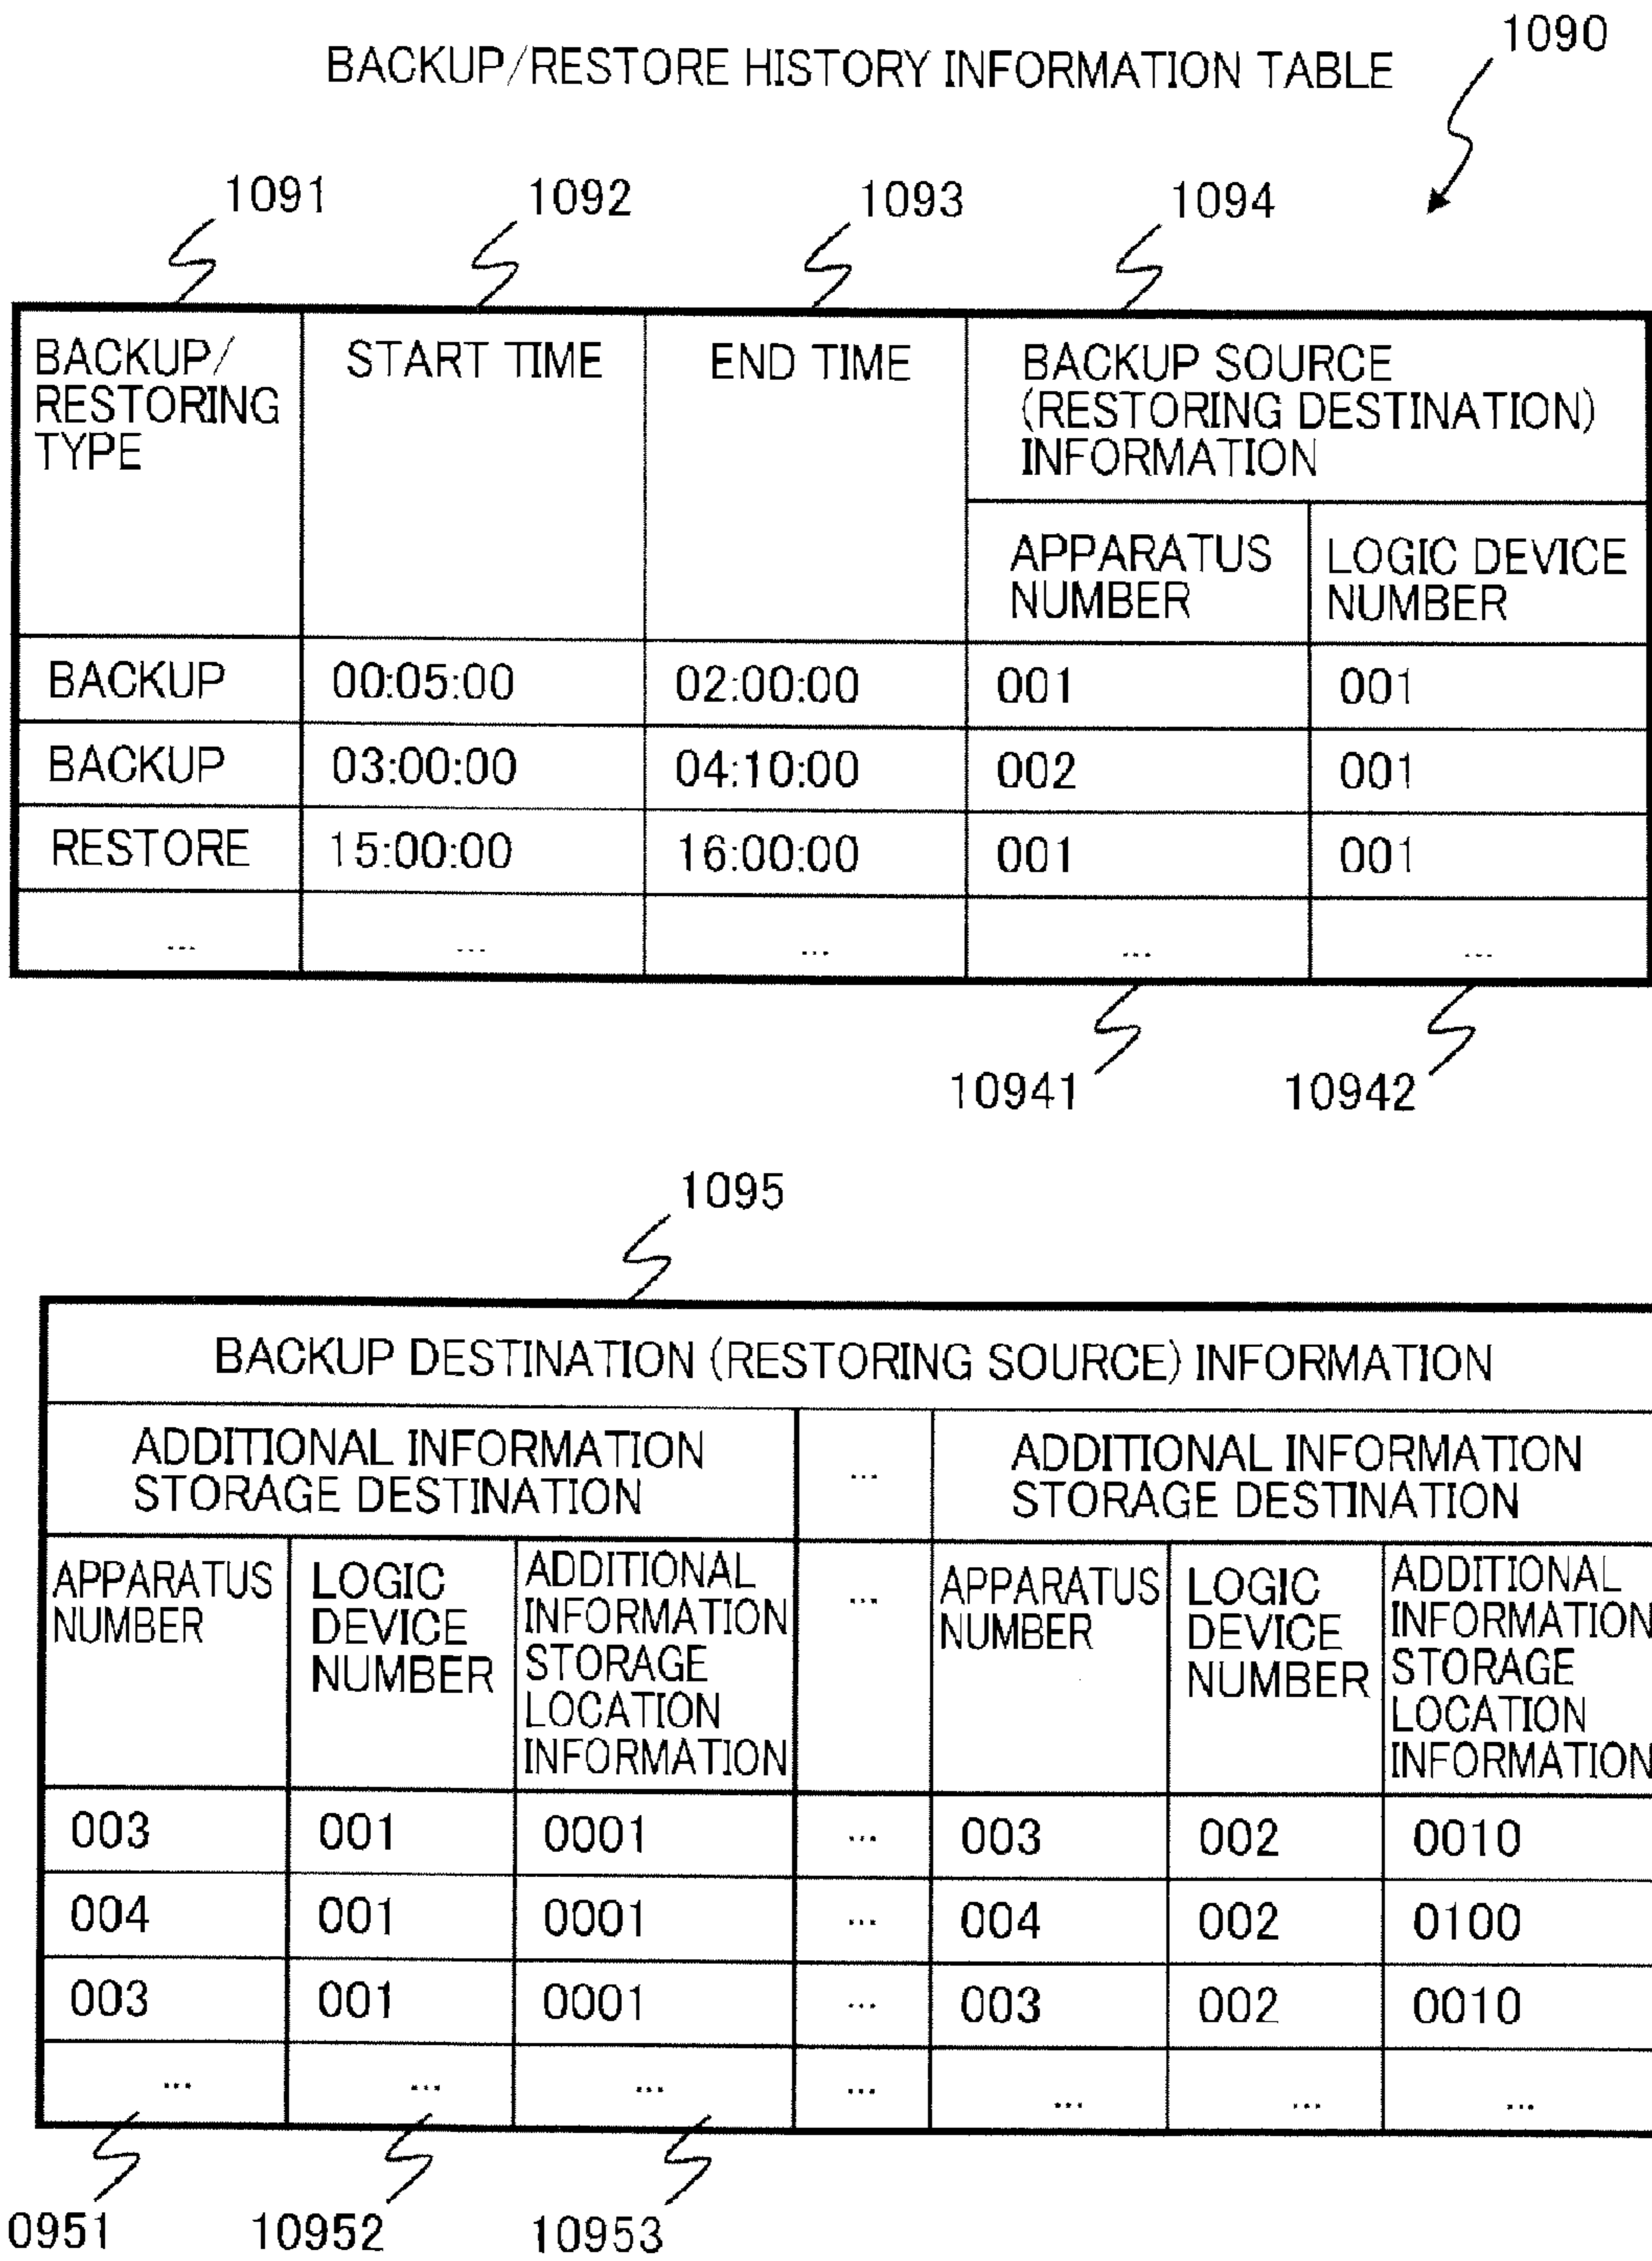 1090
BACKUP/RESTORE HISTORY INFORMATION TABLE
1091 1092 1093 1094
BACKUP/
RESTORING
TYPE
START TIME
END TIME
BACKUP SOURCE
(RESTORING DESTINATION)
INFORMATION
APPARATUS
NUMBER
LOGIC DEVICE
NUMBER
BACKUP 00:05:00 02:00:00 001 001
BACKUP 03:00:00 04:10:00 002 001
RESTORE 15:00:00 16:00:00 001 001
... ... ... ... ...
10941 10942
1095
BACKUP DESTINATION (RESTORING SOURCE) INFORMATION
ADDITIONAL INFORMATION
STORAGE DESTINATION
...
ADDITIONAL INFORMATION
STORAGE DESTINATION
APPARATUS
NUMBER
LOGIC
DEVICE
NUMBER
ADDITIONAL
INFORMATION
STORAGE
LOCATION
INFORMATION
...
APPARATUS
NUMBER
LOGIC
DEVICE
NUMBER
ADDITIONAL
INFORMATION
STORAGE
LOCATION
INFORMATION
003 001 0001 ... 003 002 0010
004 001 0001 ... 004 002 0100
003 001 0001 ... 003 002 0010
... ... ... ... ... ... ...
0951 10952 10953